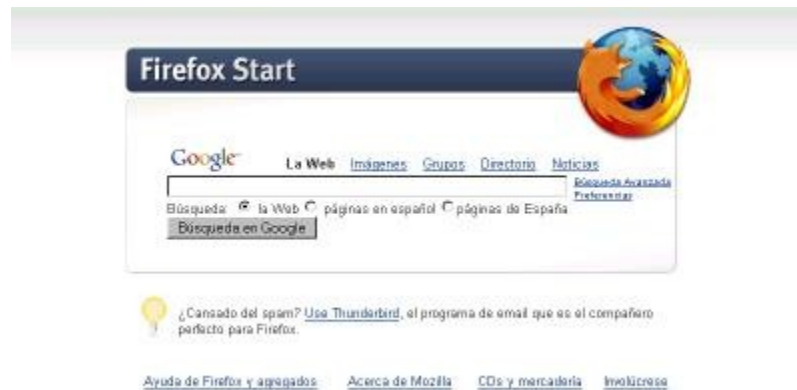 Firefox Start
Google La Web Imágenes Grupos Directorio Noticias
Búsqueda Avanzada
Preferencias
Búsqueda: la Web páginas en español páginas de España
Búsqueda en Google
¿Cansado del spam? Use Thunderbird, el programa de email que es el compañero
perfecto para Firefox.
Ayuda de Firefox y agregados Acerca de Mozilla CDs y mercadería Involúcrese